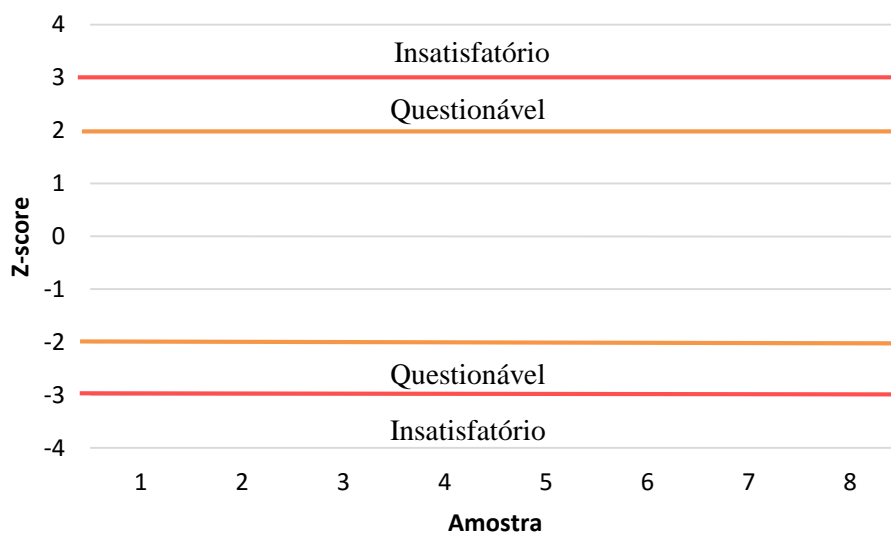 4
Insatisfatório
3
Questionável
2
1
0
Z-score
-1
-2
Questionável
-3
Insatisfatório
-4
1 2 3 4 5 6 7 8
Amostra